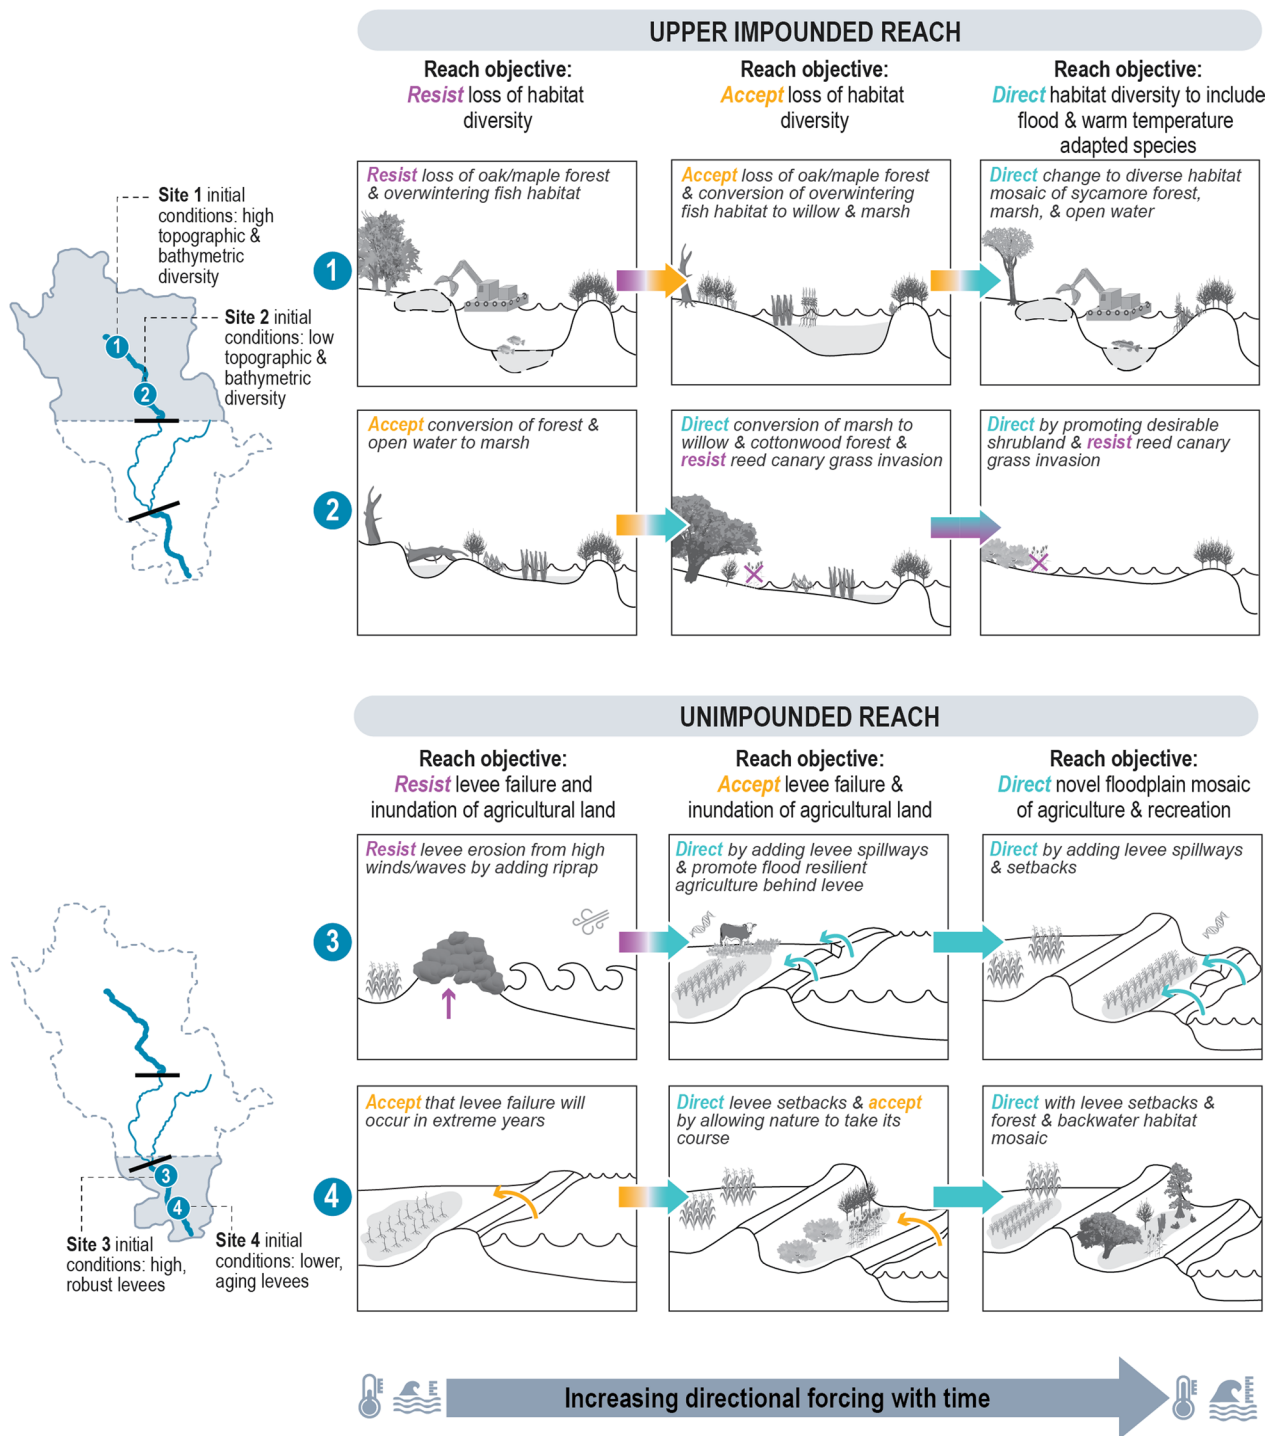 UPPER IMPOUNDED REACH
Reach objective:
Resist loss of habitat
diversity
Reach objective:
Accept loss of habitat
diversity
Reach objective:
Direct habitat diversity to include
flood & warm temperature
adapted species
Site 1 initial
conditions: high
topographic &
bathymetric
diversity
Site 2 initial
conditions: low
topographic &
bathymetric
diversity
1
2
1
Resist loss of oak/maple forest
& overwintering fish habitat
Accept loss of oak/maple forest
& conversion of overwintering
fish habitat to willow & marsh
Direct change to diverse habitat
mosaic of sycamore forest,
marsh, & open water
2
Accept conversion of forest &
open water to marsh
Direct conversion of marsh to
willow & cottonwood forest &
resist reed canary grass invasion
Direct by promoting desirable
shrubland & resist reed canary
grass invasion
UNIMPOUNDED REACH
Reach objective:
Resist levee failure and
inundation of agricultural land
Reach objective:
Accept levee failure &
inundation of agricultural land
Reach objective:
Direct novel floodplain mosaic
of agriculture & recreation
3
Resist levee erosion from high
winds/waves by adding riprap
Direct by adding levee spillways
& promote flood resilient
agriculture behind levee
Direct by adding levee spillways
& setbacks
4
Accept that levee failure will
occur in extreme years
Direct levee setbacks & accept
by allowing nature to take its
course
Direct with levee setbacks &
forest & backwater habitat
mosaic
3
4
Site 3 initial
conditions: high,
robust levees
Site 4 initial
conditions: lower,
aging levees
Increasing directional forcing with time